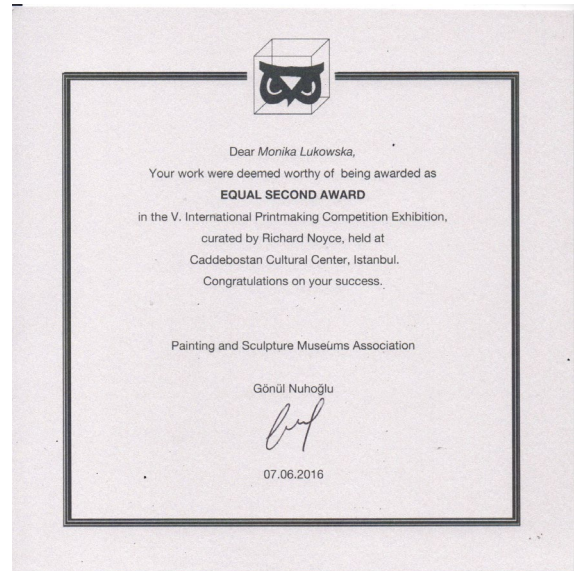 Dear Monika Lukowska,
Your work were deemed worthy of being awarded as
EQUAL SECOND AWARD
in the V. International Printmaking Competition Exhibition,
curated by Richard Noyce, held at
Caddebostan Cultural Center, Istanbul.
Congratulations on your success.
Painting and Sculpture Museums Association
Gönül Nuhoğlu
07.06.2016